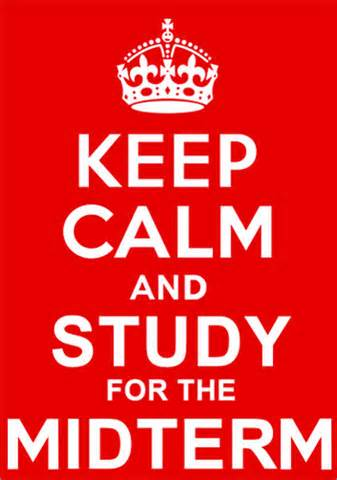 KEEP
CALM
AND
STUDY
FOR THE
MIDTERM